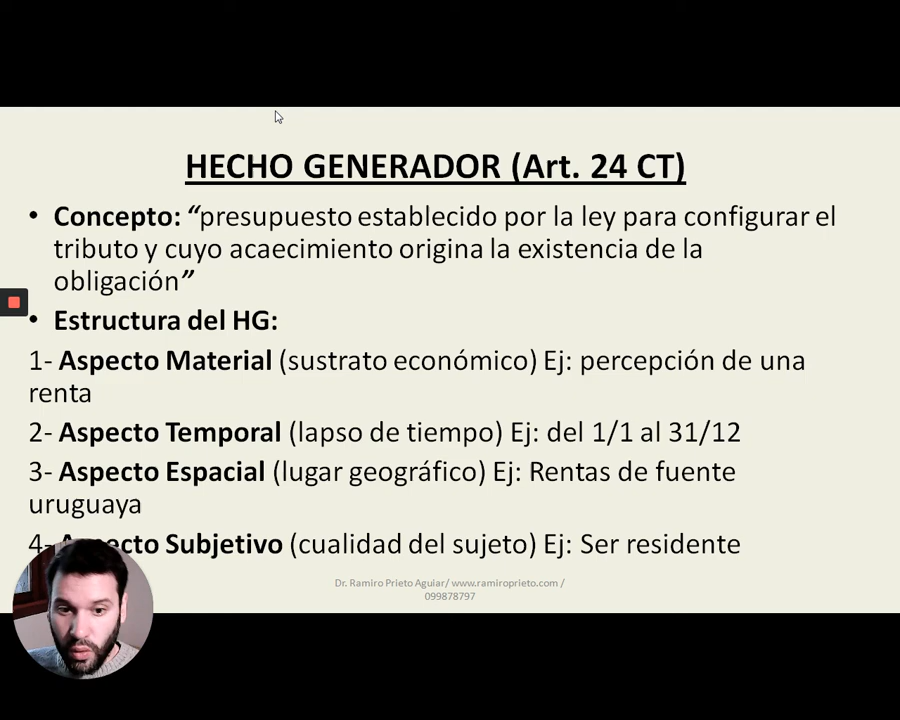 HECHO GENERADOR (Art. 24 CT)
• Concepto: “presupuesto establecido por la ley para configurar el
tributo y cuyo acaecimiento origina la existencia de la
obligación”
• Estructura del HG:
1- Aspecto Material (sustrato económico) Ej: percepción de una
renta
2- Aspecto Temporal (lapso de tiempo) Ej: del 1/1 al 31/12
3- Aspecto Espacial (lugar geográfico) Ej: Rentas de fuente
uruguaya
4- Aspecto Subjetivo (cualidad del sujeto) Ej: Ser residente
Dr. Ramiro Prieto Aguiar/ www.ramiroprieto.com /
099878797